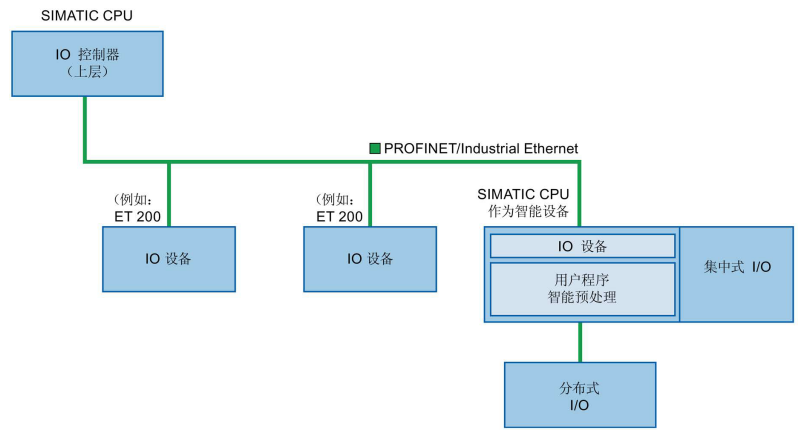 SIMATIC CPU
IO 控制器
（上层）
PROFINET/Industrial Ethernet
（例如：
ET 200
（例如：
ET 200
SIMATIC CPU
作为智能设备
IO 设备
IO 设备
IO 设备
用户程序
智能预处理
集中式 I/O
分布式
I/O